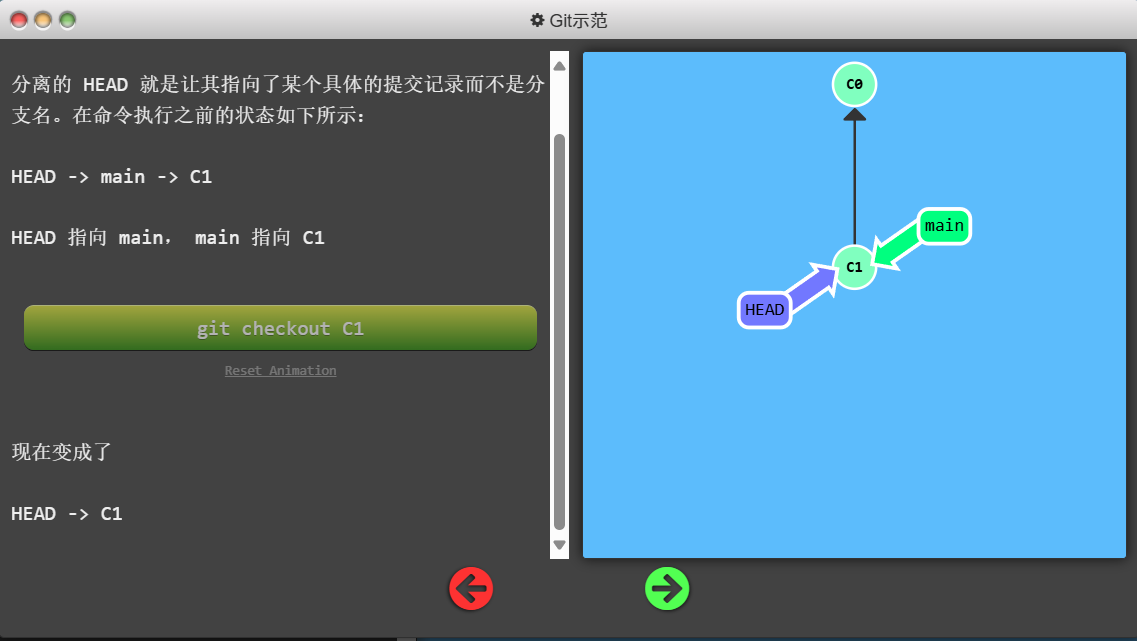 Git示范
分离的 HEAD 就是让其指向了某个具体的提交记录而不是分
支名。在命令执行之前的状态如下所示：
HEAD -> main -> C1
HEAD 指向 main， main 指向 C1
git checkout C1
Reset Animation
现在变成了
HEAD -> C1
C0
main
C1
HEAD